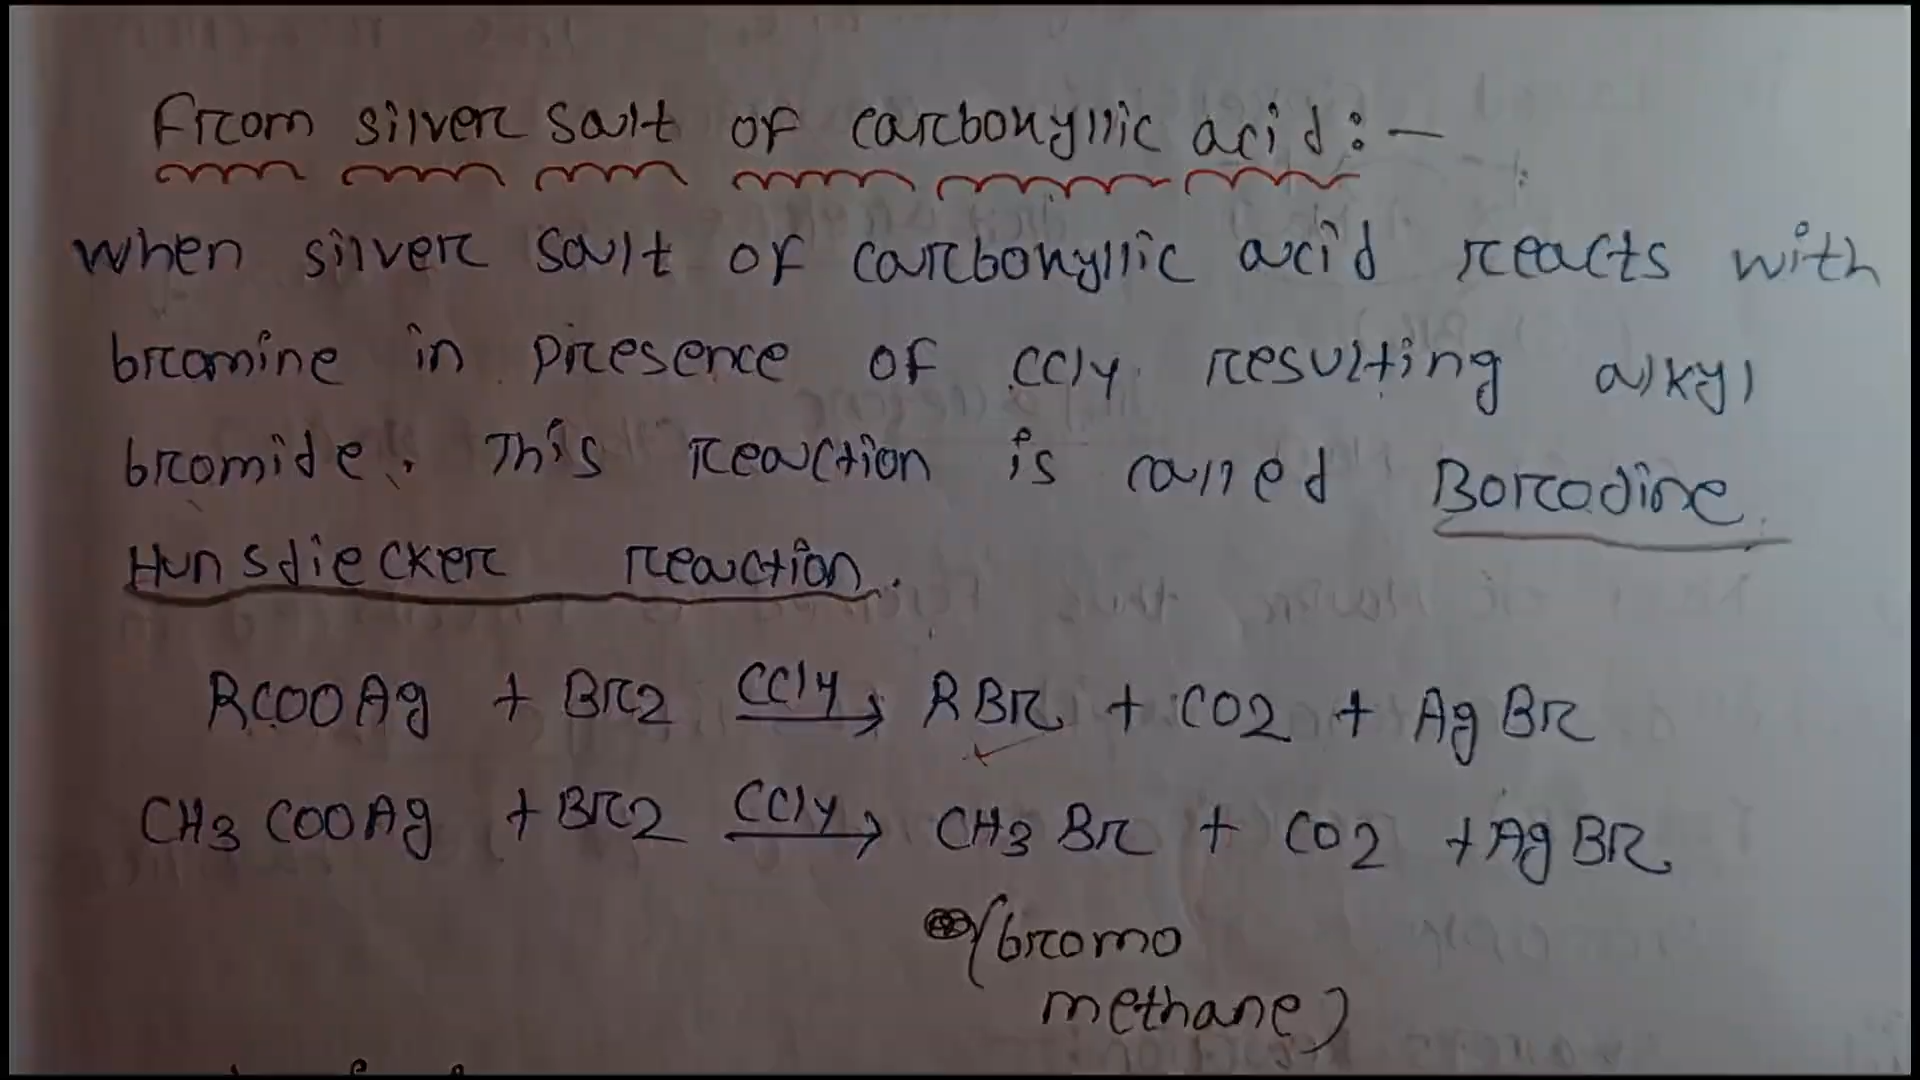 From silver salt of carboxyllic acid:-
When silver salt of carboxyllic acid reacts with
bromine in presence of CCl4 resulting alkyl
bromide. This reaction is called Borodine
Hunsdiecker reaction.
RCOOAg + Br2 CCl4 → RBr + CO2 + AgBr
CH3COOAg + Br2 CCl4 → CH3Br + CO2 + AgBr
(bromo
methane)